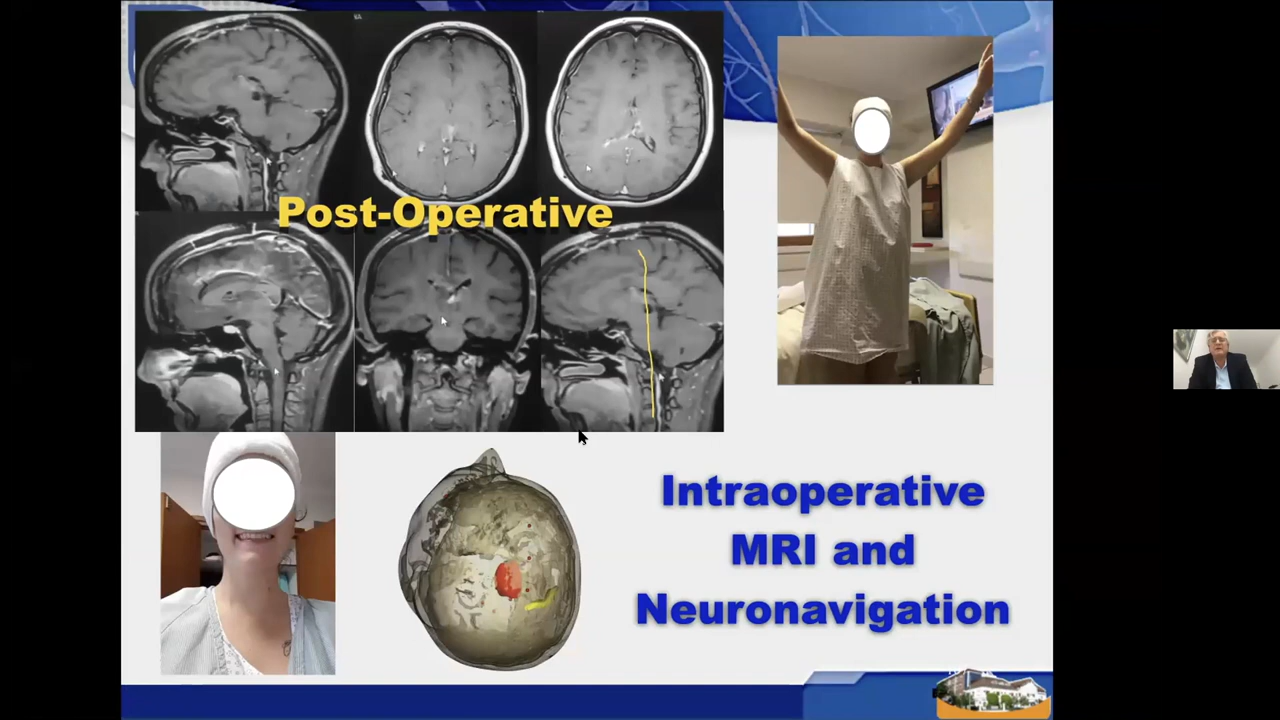 Post-Operative
Intraoperative
MRI and
Neuronavigation